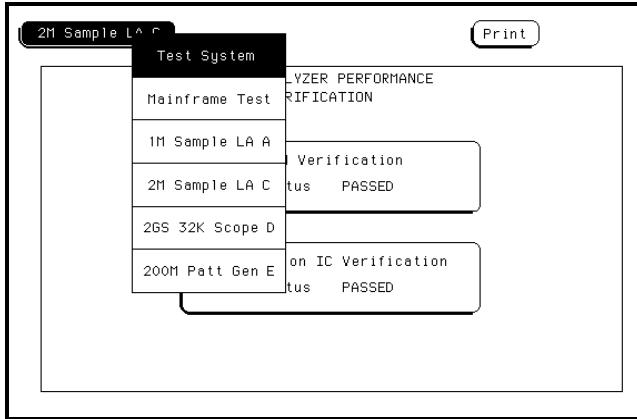 2M Sample LA C
Print
Test System
Mainframe Test
1M Sample LA A
2M Sample LA C
2GS 32K Scope D
200M Patt Gen E
LYZER PERFORMANCE
RIFICATION
Verification
tus PASSED
on IC Verification
tus PASSED